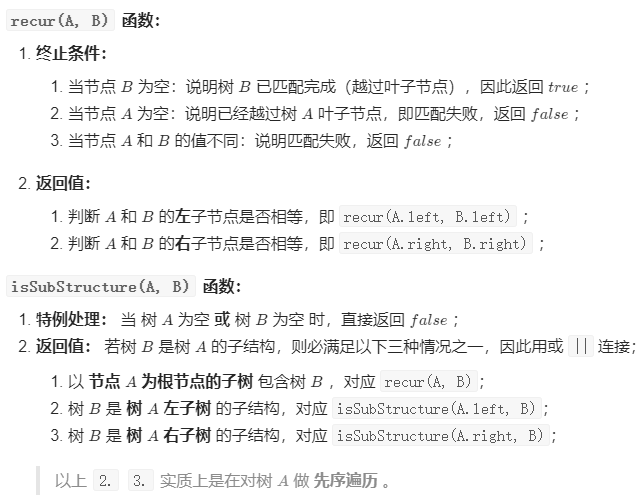 recur(A, B) 函数：
1. 终止条件：
1. 当节点 B 为空：说明树 B 已匹配完成（越过叶子节点），因此返回 true ；
2. 当节点 A 为空：说明已经越过树 A 叶子节点，即匹配失败，返回 false ；
3. 当节点 A 和 B 的值不同：说明匹配失败，返回 false ；
2. 返回值：
1. 判断 A 和 B 的左子节点是否相等，即 recur(A.left, B.left) ；
2. 判断 A 和 B 的右子节点是否相等，即 recur(A.right, B.right) ；
isSubStructure(A, B) 函数：
1. 特例处理： 当 树 A 为空 或 树 B 为空 时，直接返回 false ；
2. 返回值： 若树 B 是树 A 的子结构，则必满足以下三种情况之一，因此用或 || 连接；
1. 以 节点 A 为根节点的子树 包含树 B ，对应 recur(A, B)；
2. 树 B 是 树 A 左子树 的子结构，对应 isSubStructure(A.left, B)；
3. 树 B 是 树 A 右子树 的子结构，对应 isSubStructure(A.right, B)；
以上 2. 3. 实质上是在对树 A 做 先序遍历 。